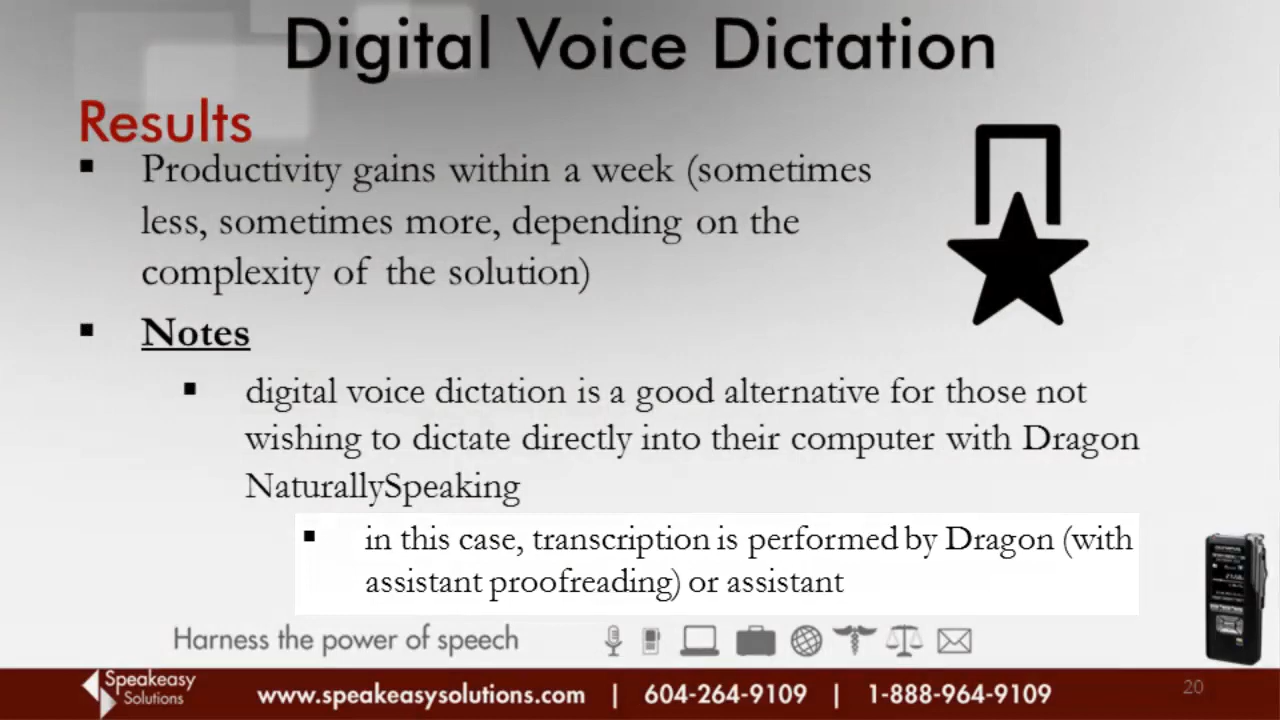 Digital Voice Dictation
Results
▪ Productivity gains within a week (sometimes
less, sometimes more, depending on the
complexity of the solution)
▪ Notes
▪ digital voice dictation is a good alternative for those not
wishing to dictate directly into their computer with Dragon
NaturallySpeaking
▪ in this case, transcription is performed by Dragon (with
assistant proofreading) or assistant
Harness the power of speech
Speakeasy
Solutions
www.speakeasysolutions.com | 604-264-9109 | 1-888-964-9109
20